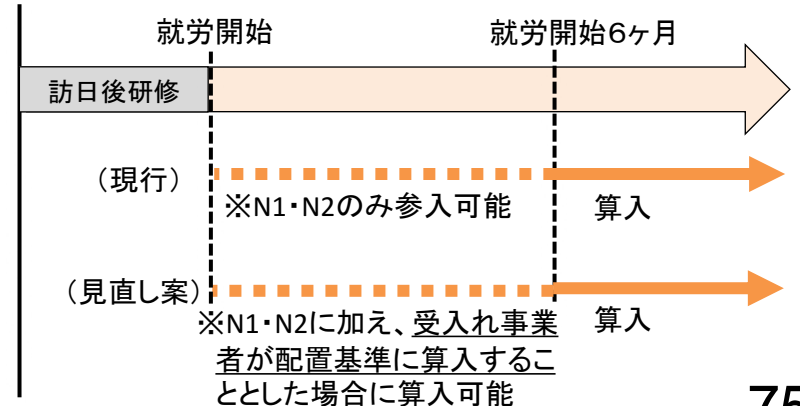 就労開始 就労開始6ヶ月
訪日後研修
（現行）
※N1・N2のみ参入可能 算入
（見直し案）
※N1・N2に加え、受入れ事業 算入
者が配置基準に算入するこ
ととした場合に算入可能
75